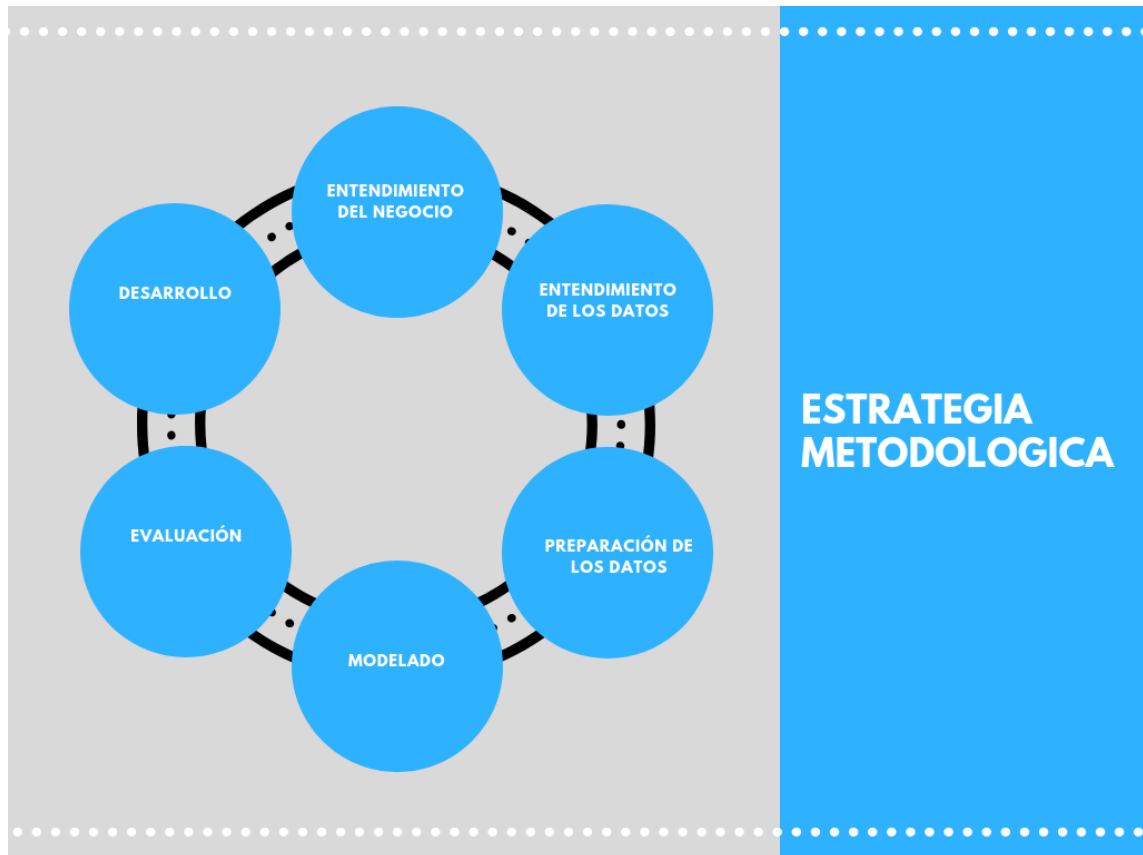 ENTENDIMIENTO
DEL NEGOCIO
ENTENDIMIENTO
DE LOS DATOS
PREPARACIÓN DE
LOS DATOS
MODELADO
EVALUACIÓN
DESARROLLO
ESTRATEGIA
METODOLOGICA